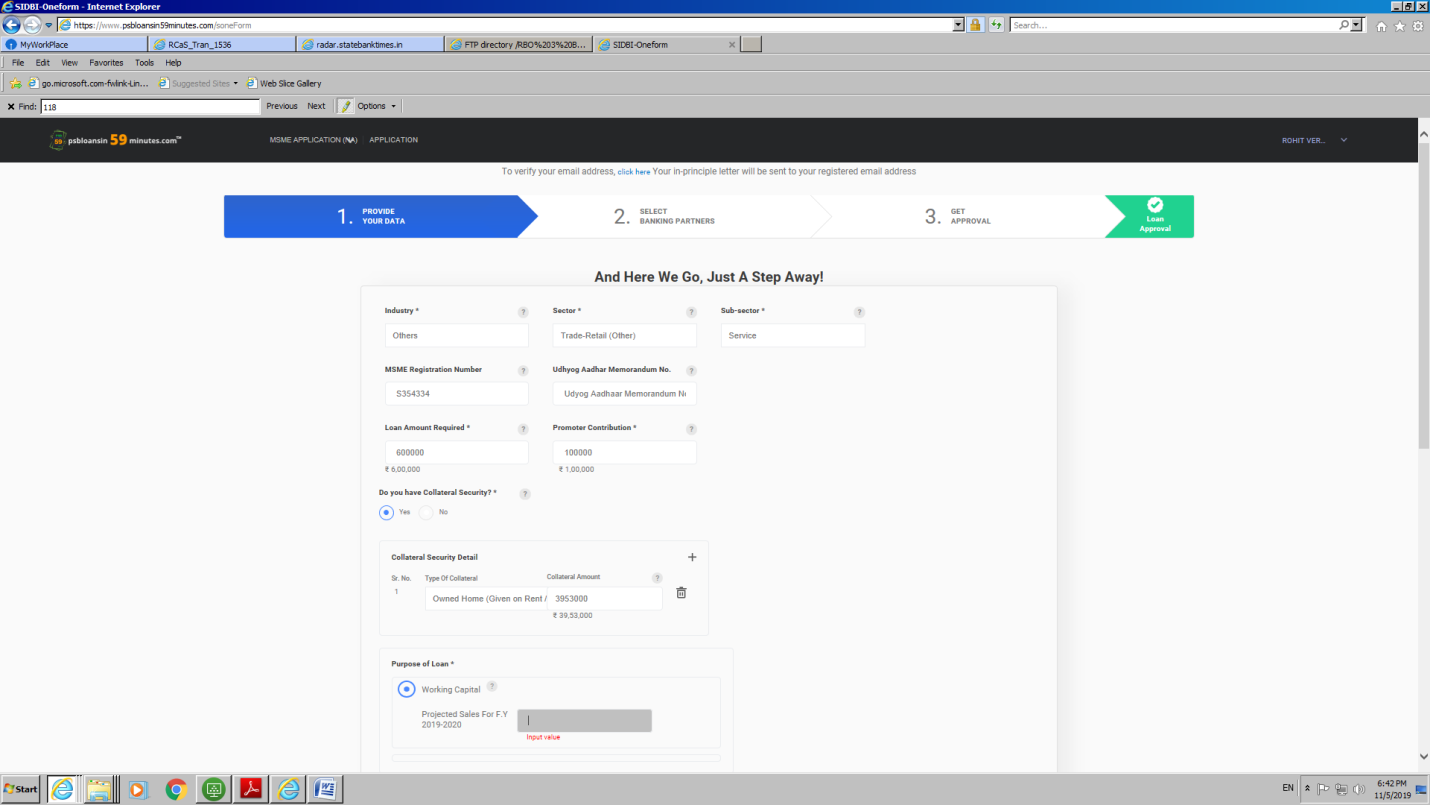 SIDBI-Oneform - Internet Explorer
https://www.psbloansin59minutes.com/soneForm
Search...
MyWorkPlace RCaS_Tran_1536 radar.statebanktimes.in FTP directory /RBO%203%20B... SIDBI-Oneform
File Edit View Favorites Tools Help
go.microsoft.com-fwlink-Lin... Suggested Sites Web Slice Gallery
Find: 118 Previous Next Options
psbloansin 59 minutes.com™ MSME APPLICATION (NA) APPLICATION ROHIT VER...
To verify your email address, click here Your in-principle letter will be sent to your registered email address
1. PROVIDE YOUR DATA
2. SELECT BANKING PARTNERS
3. GET APPROVAL
Loan Approval
And Here We Go, Just A Step Away!
Industry * ? Sector * ? Sub-sector * ?
Others Trade-Retail (Other) Service
MSME Registration Number ? Udhyog Aadhar Memorandum No. ?
S354334 Udyog Aadhaar Memorandum No
Loan Amount Required * ? Promoter Contribution * ?
600000 100000
₹ 6,00,000 ₹ 1,00,000
Do you have Collateral Security? * ?
Yes No
Collateral Security Detail +
Sr. No. Type Of Collateral Collateral Amount ?
1 Owned Home (Given on Rent / 3953000
₹ 39,53,000
Purpose of Loan *
Working Capital ?
Projected Sales For F.Y
2019-2020
Input value
Start
EN
6:42 PM
11/5/2019